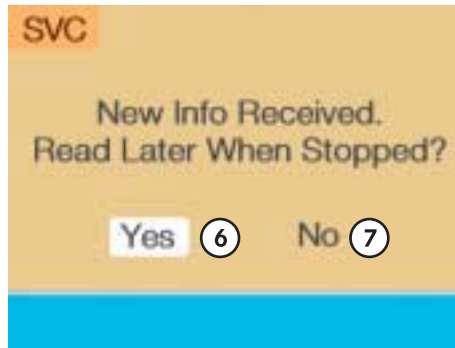 SVC
New Info Received.
Read Later When Stopped?
Yes 6 No 7